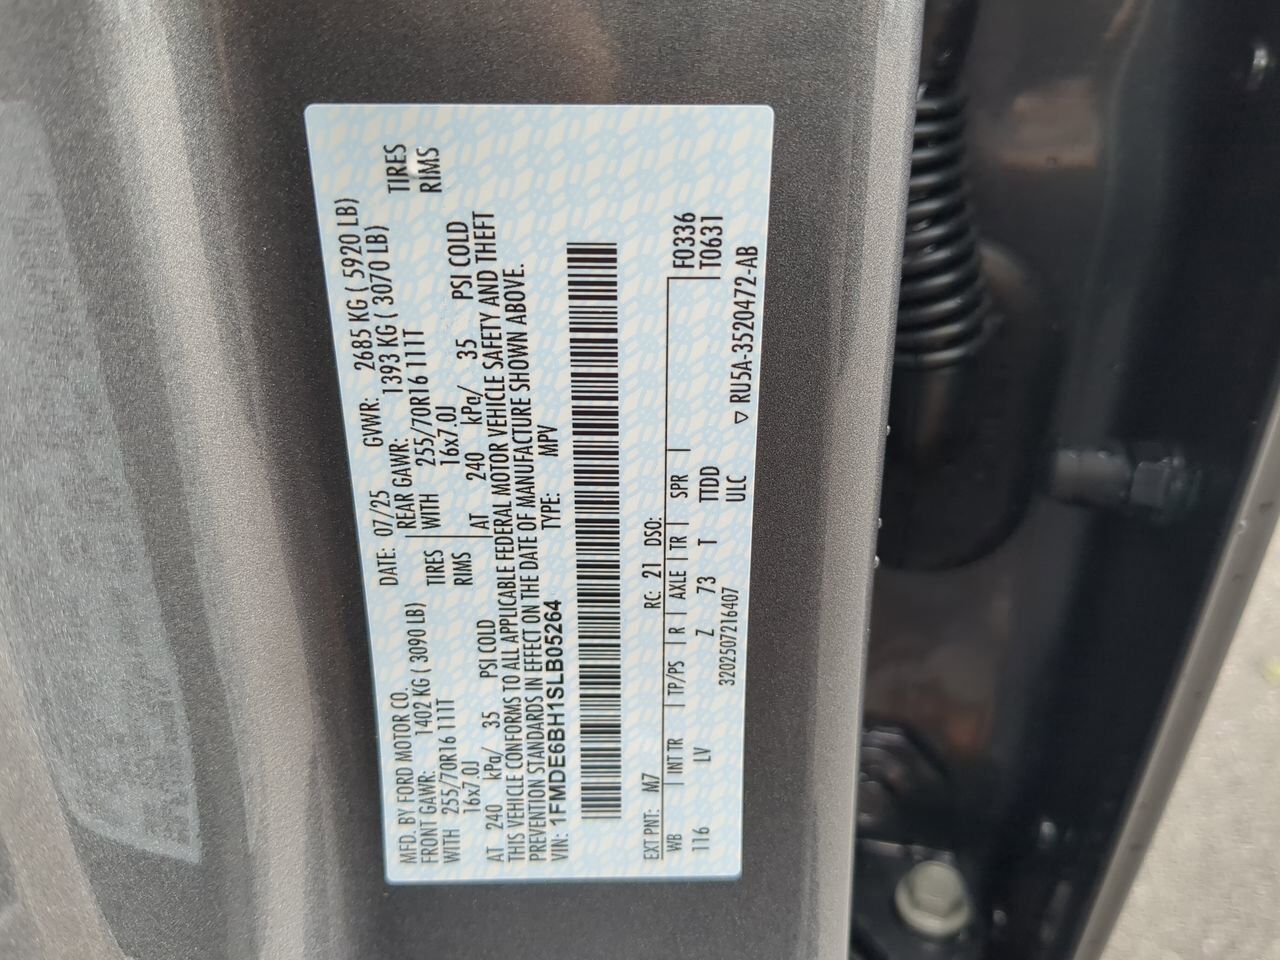 MFD. BY FORD MOTOR CO.
DATE: 07/25 GVWR: 2685 KG ( 5920 LB)
FRONT GAWR: 1402 KG ( 3090 LB)
REAR GAWR: 1393 KG ( 3070 LB)
WITH 255/70R16 111T TIRES
WITH 255/70R16 111T TIRES
16x7.0J RIMS
16x7.0J RIMS
AT 240 kPa/ 35 PSI COLD
AT 240 kPa/ 35 PSI COLD
THIS VEHICLE CONFORMS TO ALL APPLICABLE FEDERAL MOTOR VEHICLE SAFETY AND THEFT
PREVENTION STANDARDS IN EFFECT ON THE DATE OF MANUFACTURE SHOWN ABOVE.
VIN: 1FMDE6BH1SLB05264 TYPE: MPV
EXT PNT: M7 RC: 21 DSO: F0336
WB | INT TR | TP/PS | R | AXLE | TR | SPR | T0631
116 LV Z 73 T TTDD
3202507216407 ULC ▽ RU5A-3520472-AB